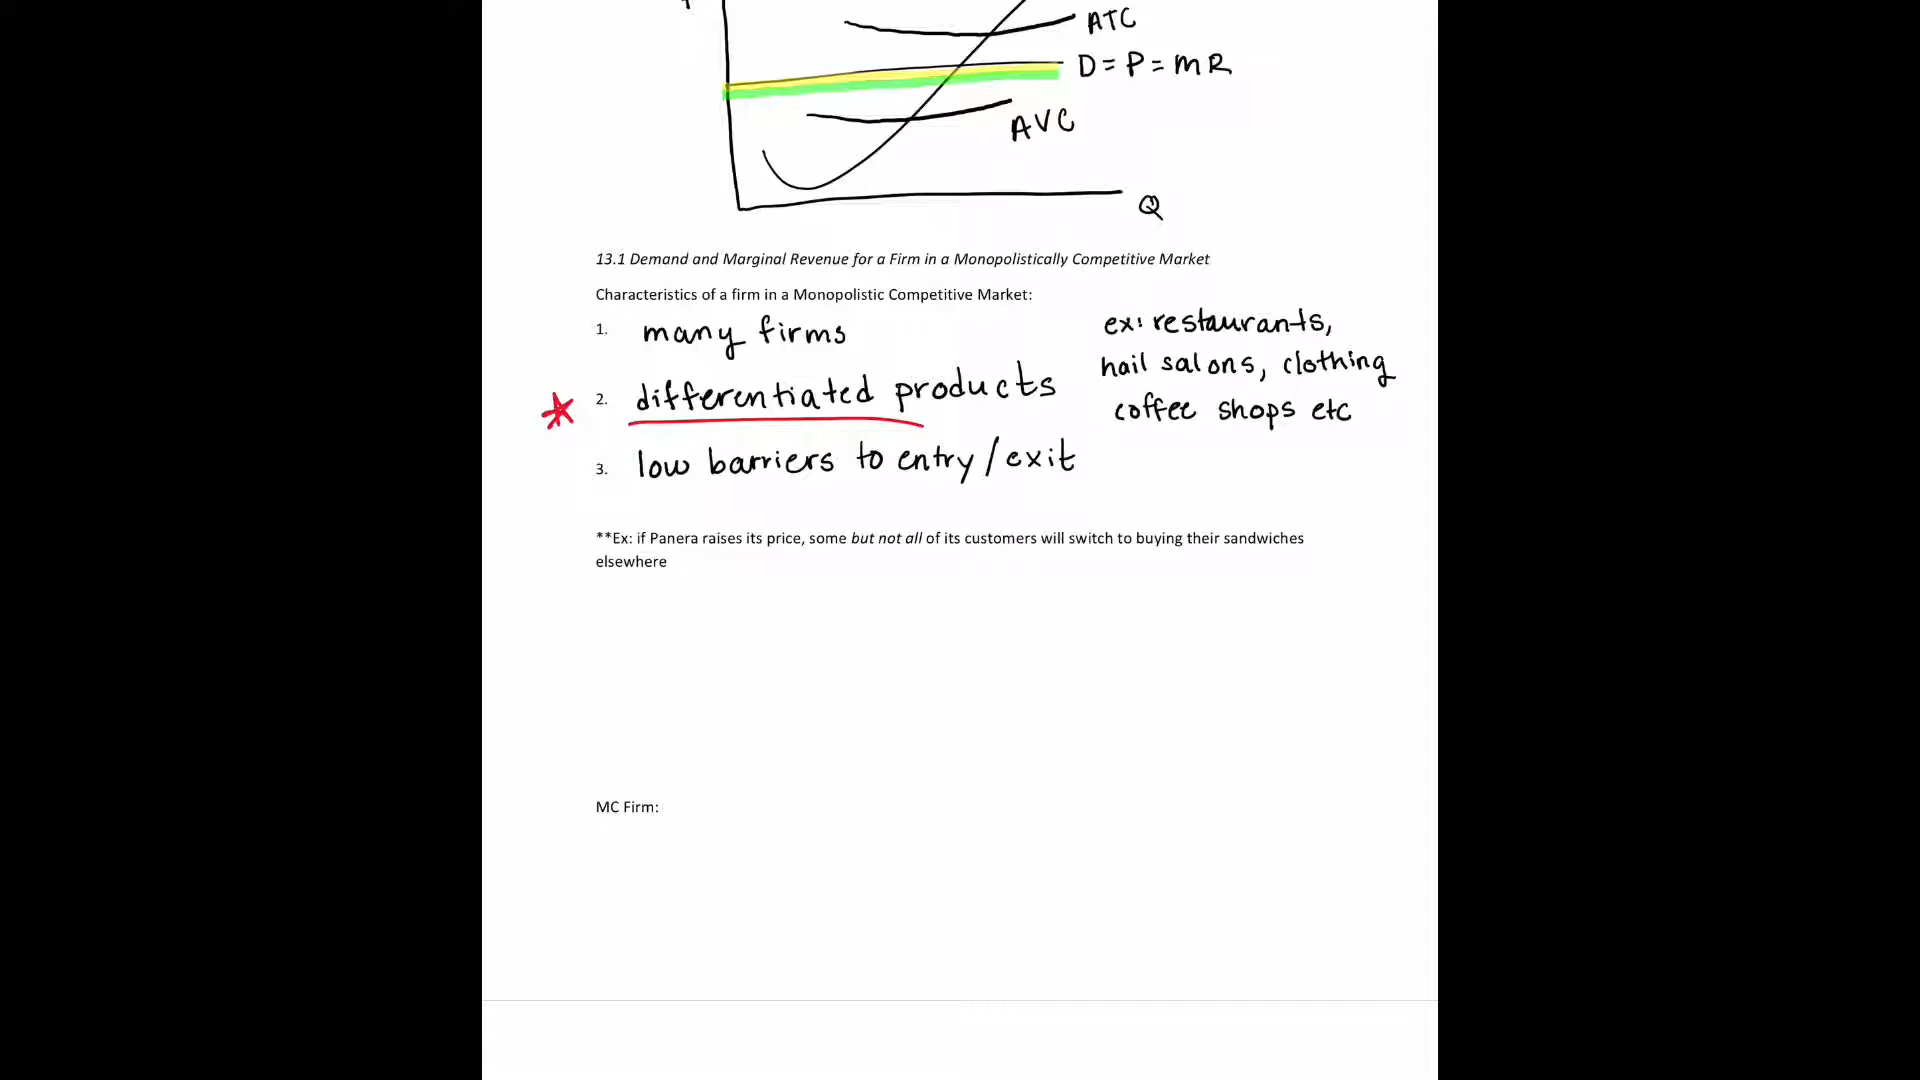 ATC
D = P = MR
AVC
Q
13.1 Demand and Marginal Revenue for a Firm in a Monopolistically Competitive Market
Characteristics of a firm in a Monopolistic Competitive Market:
1. many firms
ex: restaurants,
nail salons, clothing
coffee shops etc
2. differentiated products
3. low barriers to entry/exit
**Ex: if Panera raises its price, some but not all of its customers will switch to buying their sandwiches
elsewhere
MC Firm: